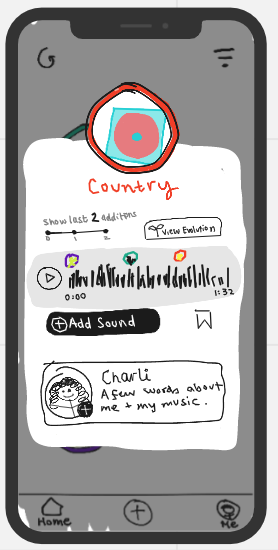 Country
Show last 2 additons
0 1 2
View Evolution
0:00 1:32
Add Sound
Charli
A few words about
me + my music.
Home Me